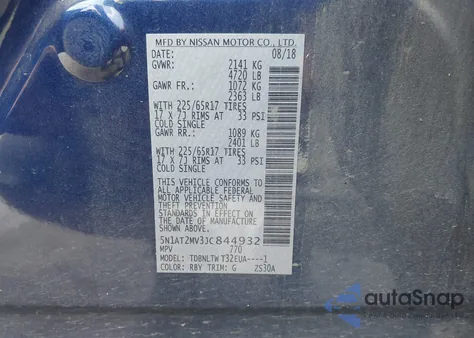 MFD BY NISSAN MOTOR CO., LTD.
DATE: 08/18
GVWR: 2141 KG
4720 LB
GAWR FR.: 1072 KG
2363 LB
WITH 225/65R17 TIRES
17 X 7J RIMS AT 33 PSI
COLD SINGLE
GAWR RR.: 1089 KG
2401 LB
WITH 225/65R17 TIRES
17 X 7J RIMS AT 33 PSI
COLD SINGLE
THIS VEHICLE CONFORMS TO
ALL APPLICABLE FEDERAL
MOTOR VEHICLE SAFETY AND
THEFT PREVENTION
STANDARDS IN EFFECT ON
THE DATE OF MANUFACTURE
SHOWN ABOVE.
5N1AT2MV3JC844932
MPV 770
MODEL: TDBNLTW T32EUA----1
COLOR: RBY TRIM: G ZS30A
autoSnap